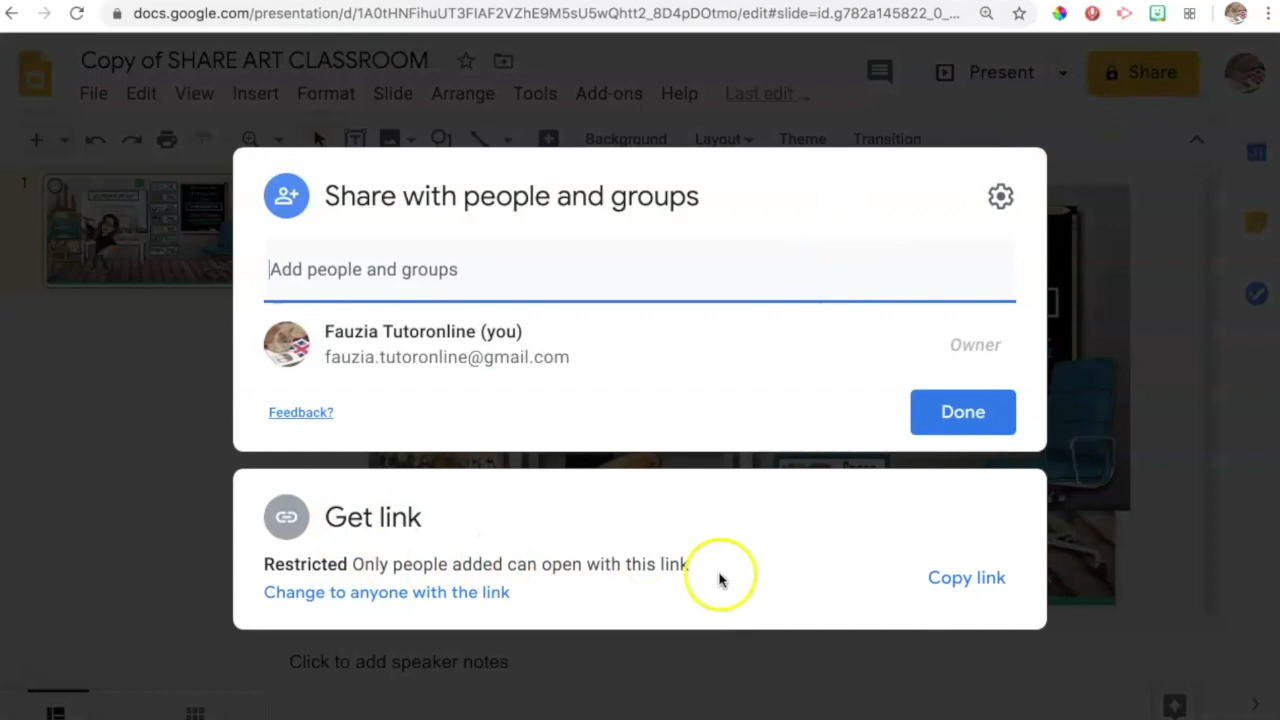 docs.google.com/presentation/d/1A0tHNFihuUT3FIAF2VZhE9M5sU5wQhtt2_8D4pDOtmo/edit#slide=id.g782a145822_0_...
Copy of SHARE ART CLASSROOM
Present
Share
File Edit View Insert Format Slide Arrange Tools Add-ons Help Last edit ...
Background Layout Theme Transition
1
Share with people and groups
Add people and groups
Fauzia Tutoronline (you)
fauzia.tutoronline@gmail.com
Owner
Feedback?
Done
Get link
Restricted Only people added can open with this link
Change to anyone with the link
Copy link
Click to add speaker notes